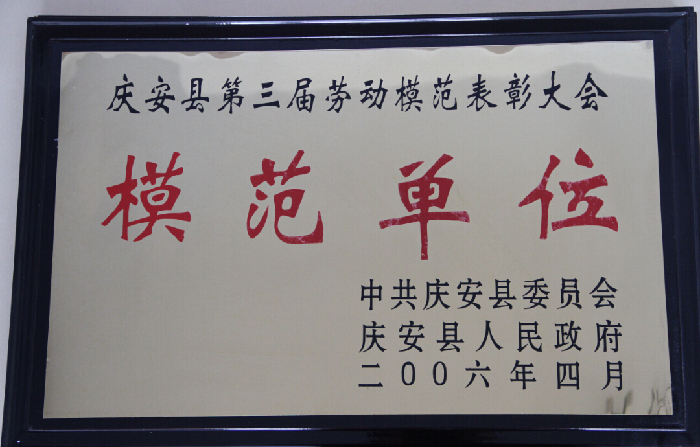 庆安县第三届劳动模范表彰大会
模范单位
中共庆安县委员会
庆安县人民政府
二〇〇六年四月